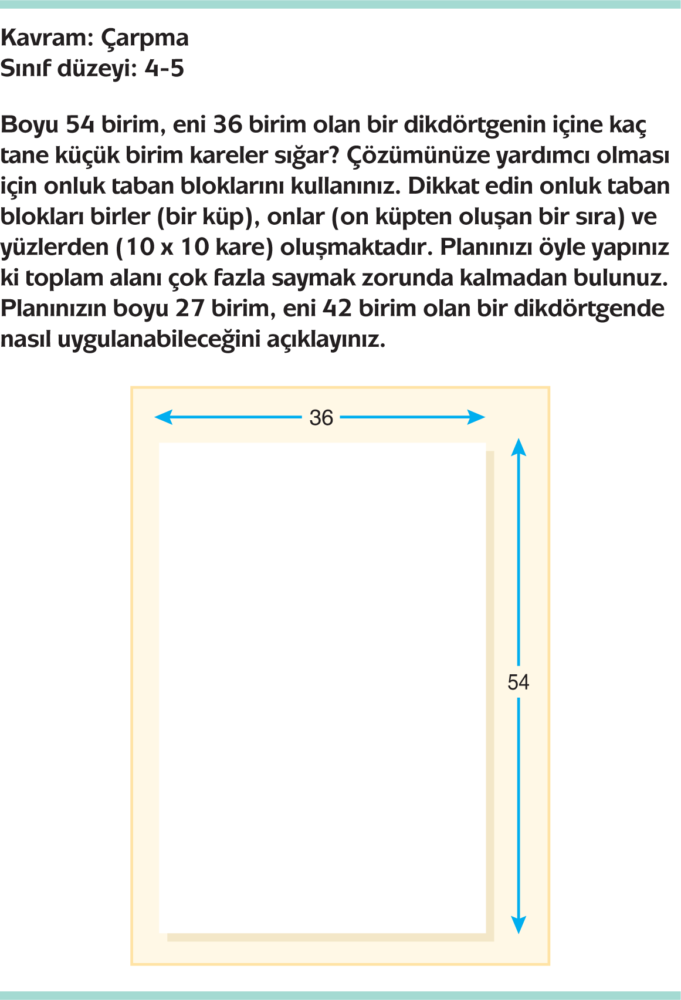 Kavram: Çarpma
Sınıf düzeyi: 4-5
Boyu 54 birim, eni 36 birim olan bir dikdörtgenin içine kaç
tane küçük birim kareler sığar? Çözümünüze yardımcı olması
için onluk taban bloklarını kullanınız. Dikkat edin onluk taban
blokları birler (bir küp), onlar (on küpten oluşan bir sıra) ve
yüzlerden (10 x 10 kare) oluşmaktadır. Planınızı öyle yapınız
ki toplam alanı çok fazla saymak zorunda kalmadan bulunuz.
Planınızın boyu 27 birim, eni 42 birim olan bir dikdörtgende
nasıl uygulanabileceğini açıklayınız.
36
54